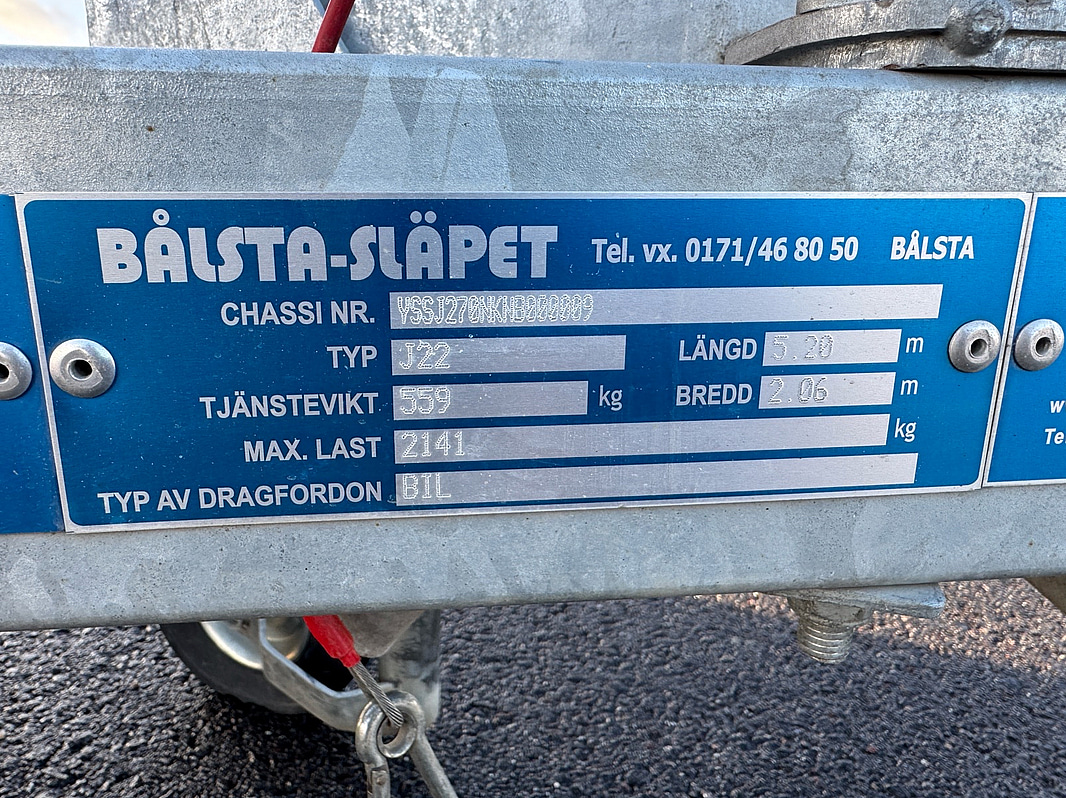 BÅLSTA-SLÄPET Tel. vx. 0171/46 80 50 BÅLSTA
CHASSI NR.
TYP J22 LÄNGD 5.20 m
TJÄNSTEVIKT 559 kg BREDD 2.06 m
MAX. LAST 2141 kg
TYP AV DRAGFORDON BIL